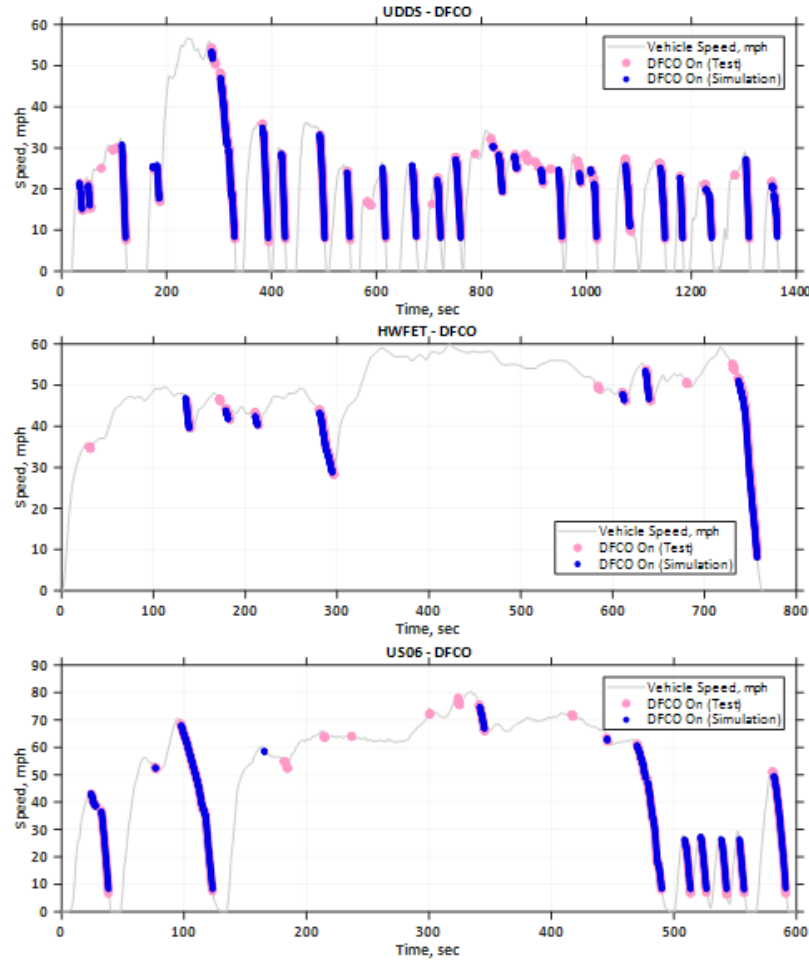 UDDS - DFCO
60
50
40
30
20
10
0
Speed, mph
Vehicle Speed, mph
DFCO On (Test)
DFCO On (Simulation)
0 200 400 600 800 1000 1200 1400
Time, sec
HWFET - DFCO
60
50
40
30
20
10
0
Speed, mph
Vehicle Speed, mph
DFCO On (Test)
DFCO On (Simulation)
0 100 200 300 400 500 600 700 800
Time, sec
US06 - DFCO
90
80
70
60
50
40
30
20
10
0
Speed, mph
Vehicle Speed, mph
DFCO On (Test)
DFCO On (Simulation)
0 100 200 300 400 500 600
Time, sec